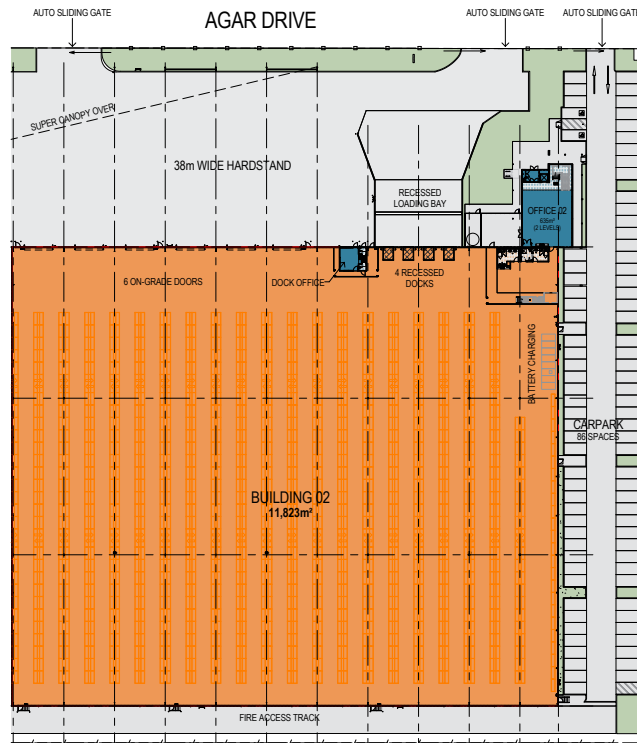 AGAR DRIVE
AUTO SLIDING GATE
AUTO SLIDING GATE
AUTO SLIDING GATE
SUPER CANOPY OVER
38m WIDE HARDSTAND
RECESSED
LOADING BAY
OFFICE 02
635m²
(2 LEVELS)
6 ON-GRADE DOORS
DOCK OFFICE
4 RECESSED
DOCKS
BATTERY CHARGING
CARPARK
86 SPACES
BUILDING 02
11,823m²
FIRE ACCESS TRACK